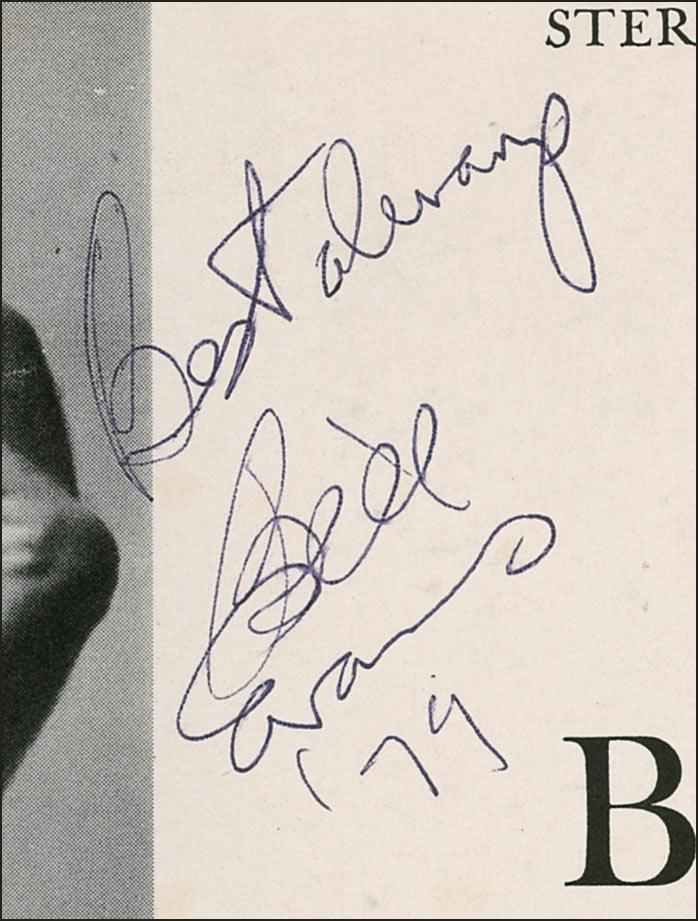 STER
Best always
Bill
Evans
'79
B